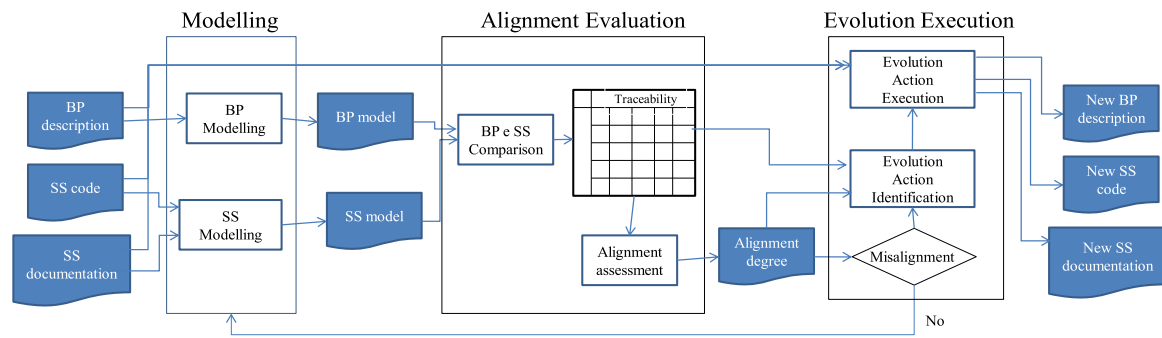 Modelling
Alignment Evaluation
Evolution Execution
BP
description
SS code
SS
documentation
BP
Modelling
SS
Modelling
BP model
SS model
BP e SS
Comparison
Traceability
Alignment
assessment
Alignment
degree
Evolution
Action
Execution
Evolution
Action
Identification
Misalignment
No
New BP
description
New SS
code
New SS
documentation